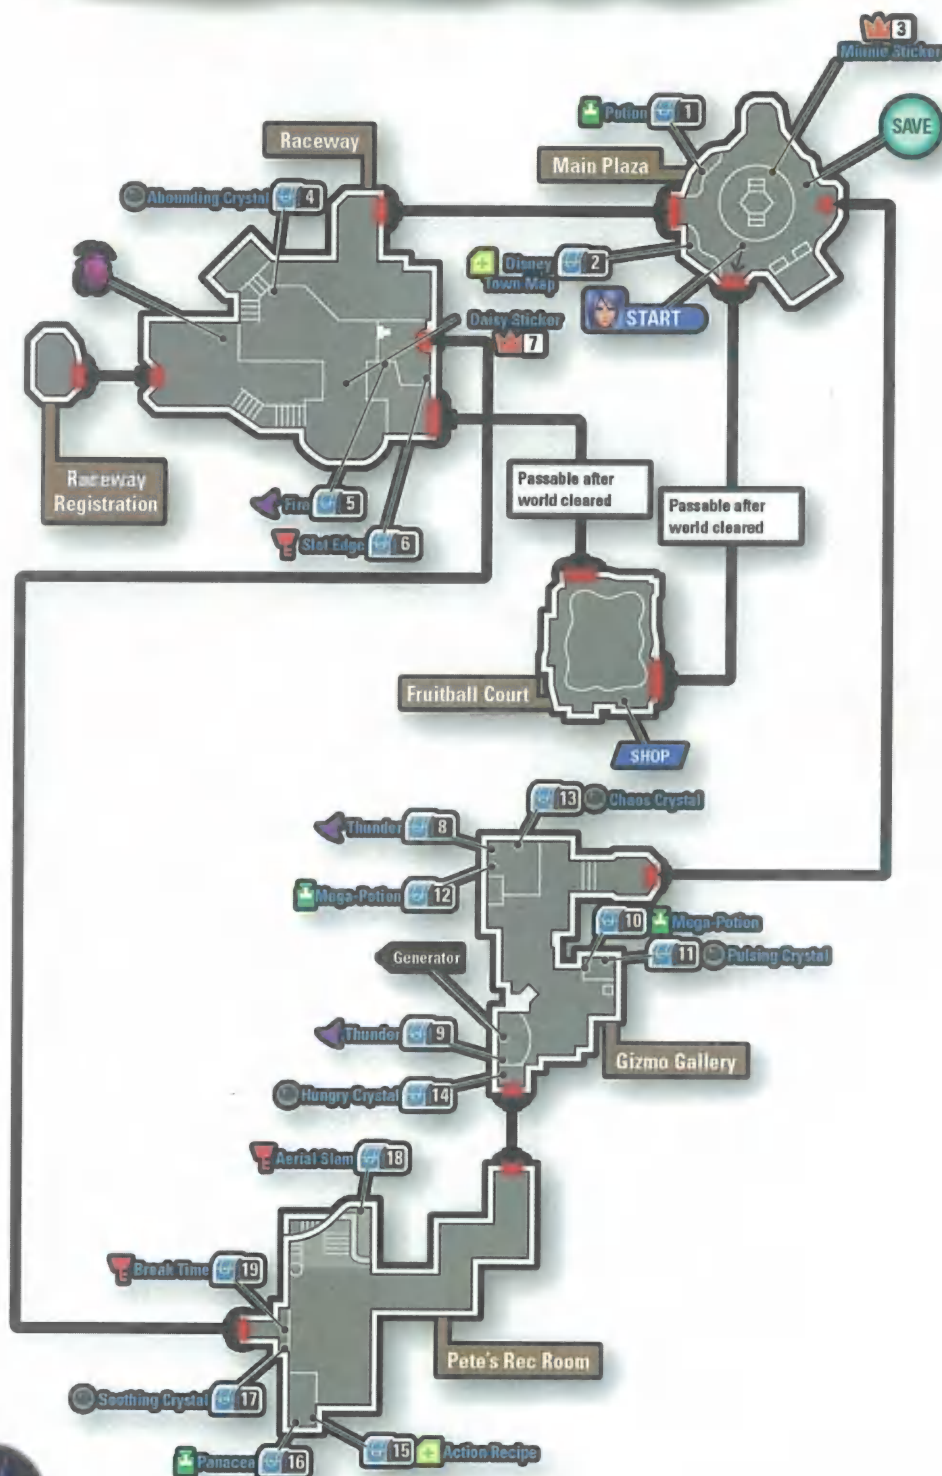 3
Minnie Sticker
Potion 1
SAVE
Raceway
Main Plaza
Abounding Crystal 4
Disney
Town Map
2
START
Daisy Sticker
7
Raceway
Registration
Fira 5
Slot Edge 6
Passable after
world cleared
Passable after
world cleared
Fruitball Court
SHOP
13 Chaos Crystal
Thunder 8
Mega-Potion 12
10 Mega-Potion
11 Pulsing Crystal
Generator
Thunder 9
Gizmo Gallery
Hungry Crystal 14
Aerial Slam 18
Break Time 19
Pete's Rec Room
Soothing Crystal 17
Panacea 16
15 Action Recipe